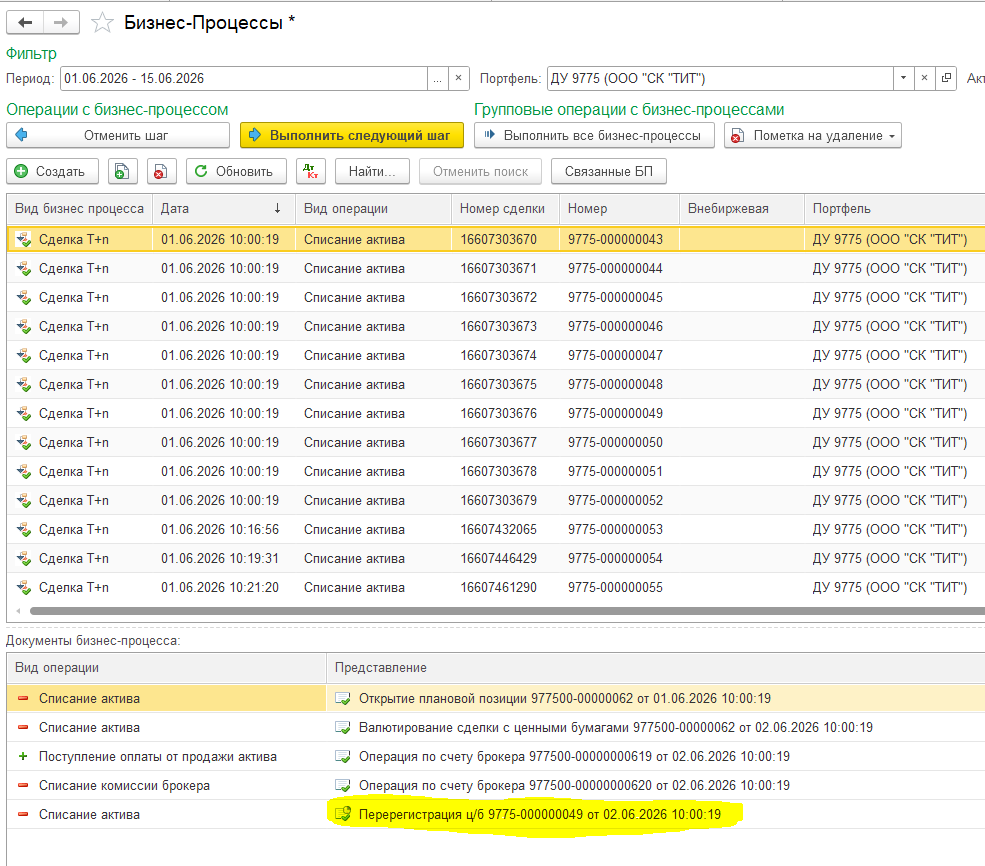 Бизнес-Процессы *
Фильтр
Период: 01.06.2026 - 15.06.2026 ... × Портфель: ДУ 9775 (ООО "СК "ТИТ") × Акт
Операции с бизнес-процессом Групповые операции с бизнес-процессами
Отменить шаг Выполнить следующий шаг Выполнить все бизнес-процессы Пометка на удаление
Создать Обновить Дт Кт Найти... Отменить поиск Связанные БП
Вид бизнес процесса Дата ↓ Вид операции Номер сделки Номер Внебиржевая Портфель
Сделка T+n 01.06.2026 10:00:19 Списание актива 16607303670 9775-000000043 ДУ 9775 (ООО "СК "ТИТ")
Сделка T+n 01.06.2026 10:00:19 Списание актива 16607303671 9775-000000044 ДУ 9775 (ООО "СК "ТИТ")
Сделка T+n 01.06.2026 10:00:19 Списание актива 16607303672 9775-000000045 ДУ 9775 (ООО "СК "ТИТ")
Сделка T+n 01.06.2026 10:00:19 Списание актива 16607303673 9775-000000046 ДУ 9775 (ООО "СК "ТИТ")
Сделка T+n 01.06.2026 10:00:19 Списание актива 16607303674 9775-000000047 ДУ 9775 (ООО "СК "ТИТ")
Сделка T+n 01.06.2026 10:00:19 Списание актива 16607303675 9775-000000048 ДУ 9775 (ООО "СК "ТИТ")
Сделка T+n 01.06.2026 10:00:19 Списание актива 16607303676 9775-000000049 ДУ 9775 (ООО "СК "ТИТ")
Сделка T+n 01.06.2026 10:00:19 Списание актива 16607303677 9775-000000050 ДУ 9775 (ООО "СК "ТИТ")
Сделка T+n 01.06.2026 10:00:19 Списание актива 16607303678 9775-000000051 ДУ 9775 (ООО "СК "ТИТ")
Сделка T+n 01.06.2026 10:00:19 Списание актива 16607303679 9775-000000052 ДУ 9775 (ООО "СК "ТИТ")
Сделка T+n 01.06.2026 10:16:56 Списание актива 16607432065 9775-000000053 ДУ 9775 (ООО "СК "ТИТ")
Сделка T+n 01.06.2026 10:19:31 Списание актива 16607446429 9775-000000054 ДУ 9775 (ООО "СК "ТИТ")
Сделка T+n 01.06.2026 10:21:20 Списание актива 16607461290 9775-000000055 ДУ 9775 (ООО "СК "ТИТ")
Документы бизнес-процесса:
Вид операции Представление
Списание актива Открытие плановой позиции 977500-00000062 от 01.06.2026 10:00:19
Списание актива Валютирование сделки с ценными бумагами 977500-00000062 от 02.06.2026 10:00:19
Поступление оплаты от продажи актива Операция по счету брокера 977500-00000000619 от 02.06.2026 10:00:19
Списание комиссии брокера Операция по счету брокера 977500-00000000620 от 02.06.2026 10:00:19
Списание актива Перерегистрация ц/б 9775-000000049 от 02.06.2026 10:00:19